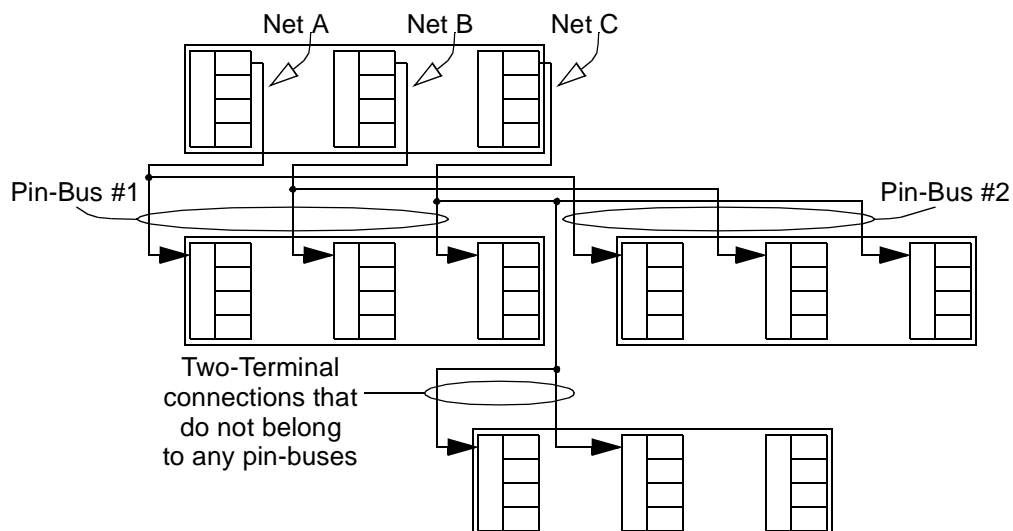 Net A
Net B
Net C
Pin-Bus #1
Pin-Bus #2
Two-Terminal
connections that
do not belong
to any pin-buses